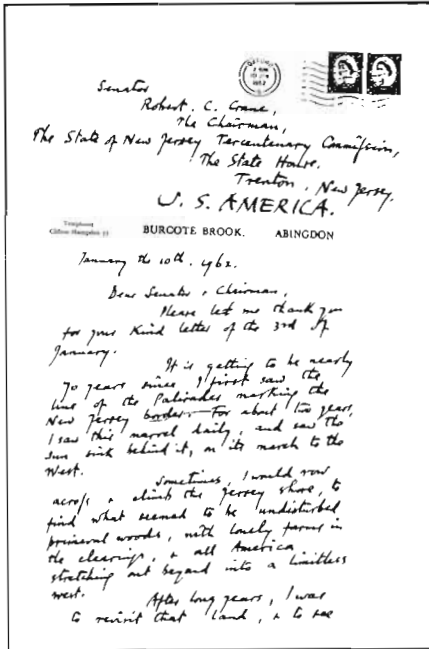 OXFORD
1962
Senator
Robert. C. Crane,
The Chairman,
The State of New Jersey Tercentenary Commission,
The State House.
Trenton, New Jersey.
U. S. AMERICA.
Telephone
Clifton Hampden
BURCOTE BROOK. ABINGDON
January the 10th. 1962.
Dear Senator & Chairman,
Please let me thank you
for your kind letter of the 3rd of
January.
It is getting to be nearly
70 years since I first saw the
line of the Palisades marking the
New Jersey border. For about two years,
I saw this marvel daily, and saw the
sun sink behind it, on its march to the
West.
Sometimes, I would row
across & climb the Jersey shore, to
find what seemed to be undisturbed
primeval woods, with lonely farms in
the clearings, & all America
stretching out beyond into a limitless
west.
After long years, I was
to revisit that land, & to see